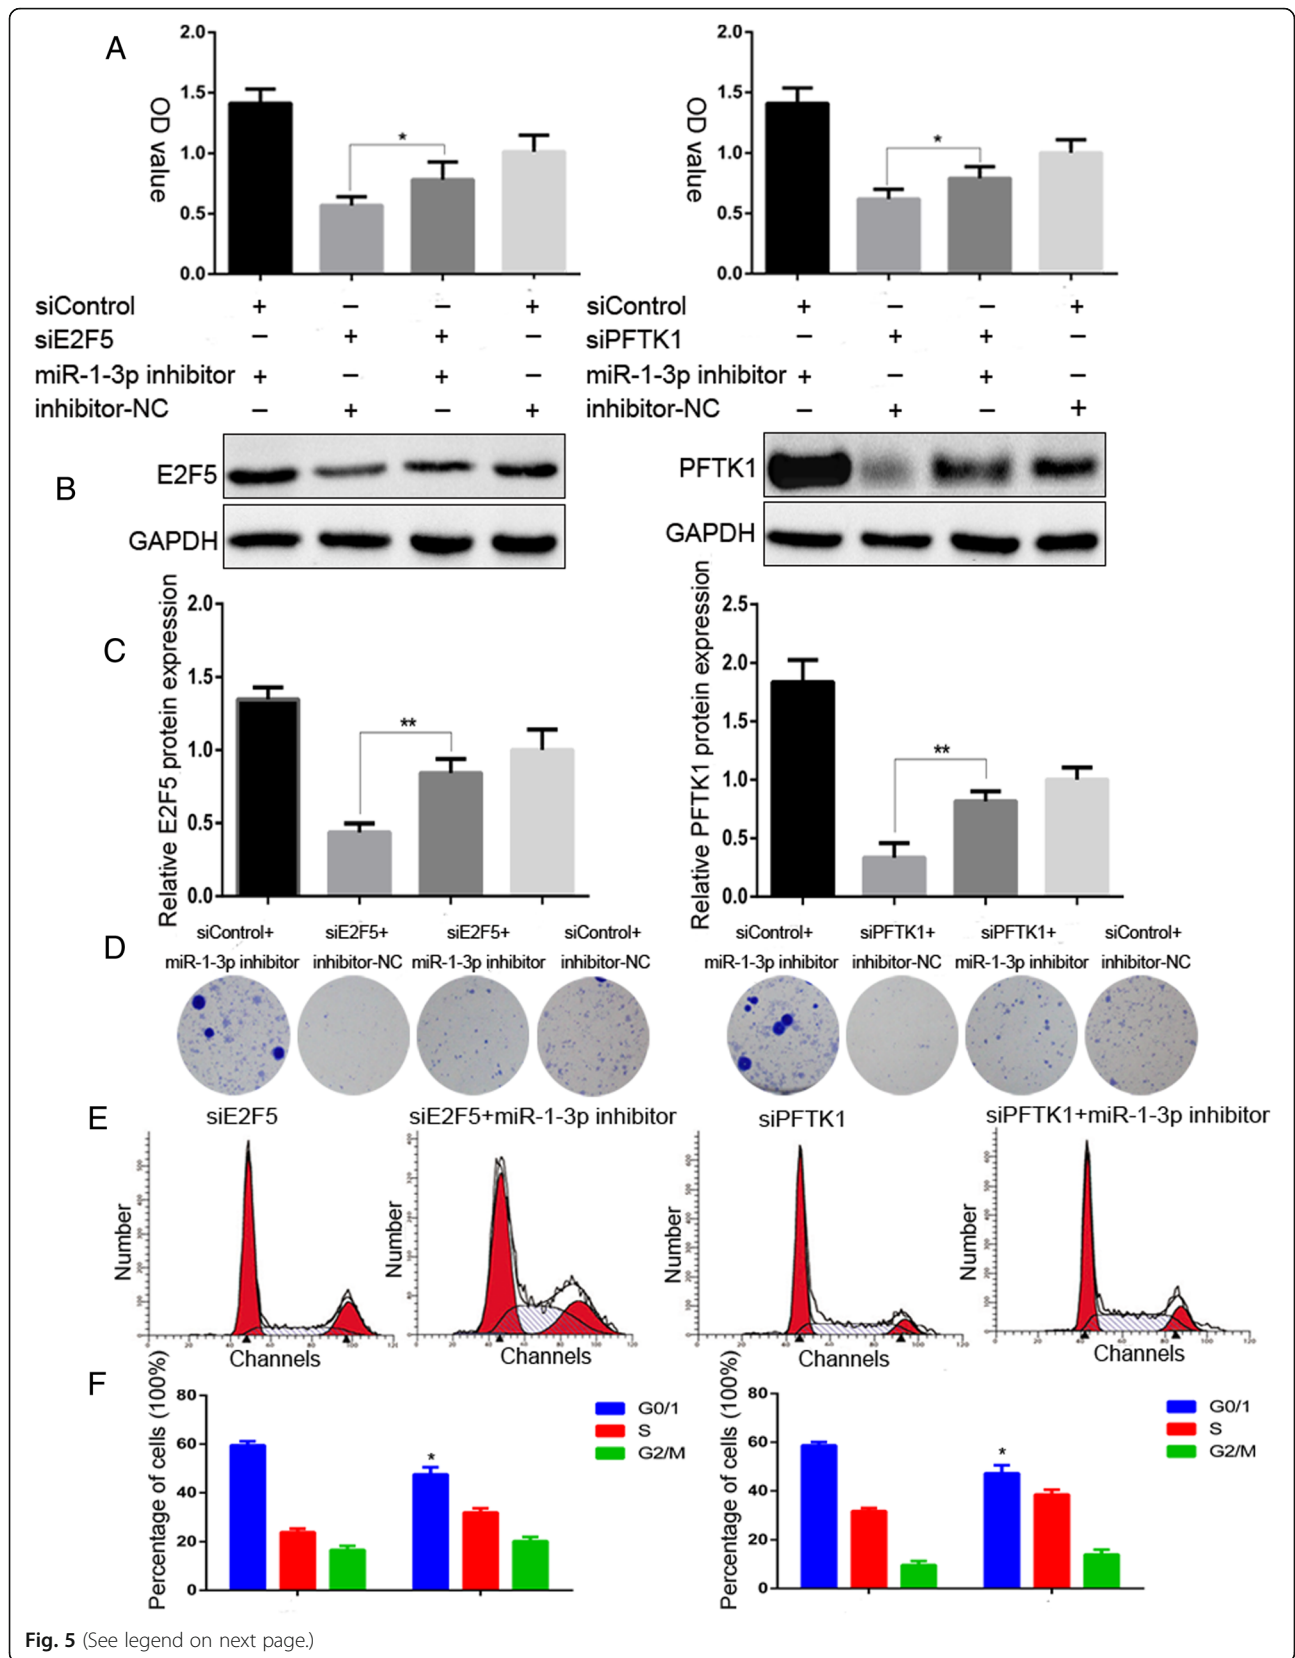 A
2.0
1.5
1.0
0.5
0.0
OD value
*
2.0
1.5
1.0
0.5
0.0
OD value
*
siControl + − − +
siE2F5 − + + −
miR-1-3p inhibitor + − + −
inhibitor-NC − + − +
siControl + − − +
siPFTK1 − + + −
miR-1-3p inhibitor + − + −
inhibitor-NC − + − +
B
E2F5
GAPDH
PFTK1
GAPDH
C
2.0
1.5
1.0
0.5
0.0
Relative E2F5 protein expression
**
2.5
2.0
1.5
1.0
0.5
0.0
Relative PFTK1 protein expression
**
D
siControl+
miR-1-3p inhibitor
siE2F5+
inhibitor-NC
siE2F5+
miR-1-3p inhibitor
siControl+
inhibitor-NC
siControl+
miR-1-3p inhibitor
siPFTK1+
inhibitor-NC
siPFTK1+
miR-1-3p inhibitor
siControl+
inhibitor-NC
E
siE2F5
Number
Channels
siE2F5+miR-1-3p inhibitor
Number
Channels
siPFTK1
Number
Channels
siPFTK1+miR-1-3p inhibitor
Number
Channels
F
80
60
40
20
0
Percentage of cells (100%)
*
G0/1
S
G2/M
80
60
40
20
0
Percentage of cells (100%)
*
G0/1
S
G2/M
Fig. 5 (See legend on next page.)